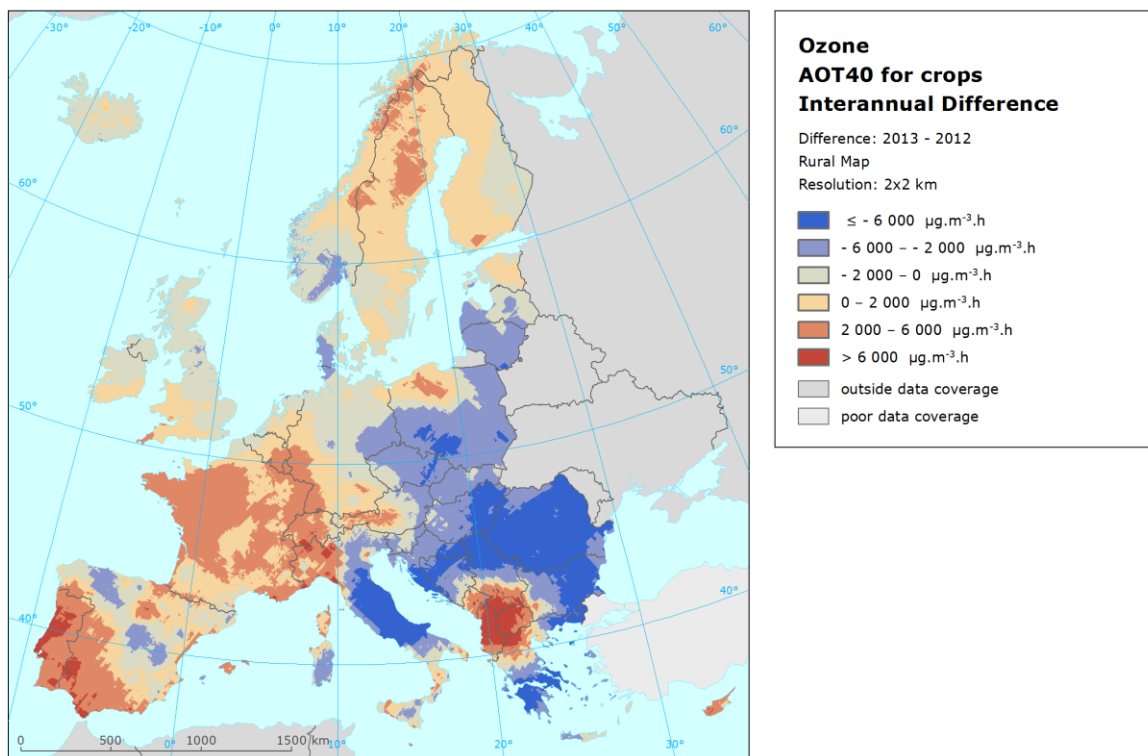 -30° -20° -10° 0° 10° 20° 30° 40° 50° 60°
60°
50°
40°
60°
50°
40°
0° 10° 20° 30°
0 500 1000 1500 km
Ozone
AOT40 for crops
Interannual Difference
Difference: 2013 - 2012
Rural Map
Resolution: 2x2 km
≤ - 6 000 µg.m⁻³.h
- 6 000 – - 2 000 µg.m⁻³.h
- 2 000 – 0 µg.m⁻³.h
0 – 2 000 µg.m⁻³.h
2 000 – 6 000 µg.m⁻³.h
> 6 000 µg.m⁻³.h
outside data coverage
poor data coverage